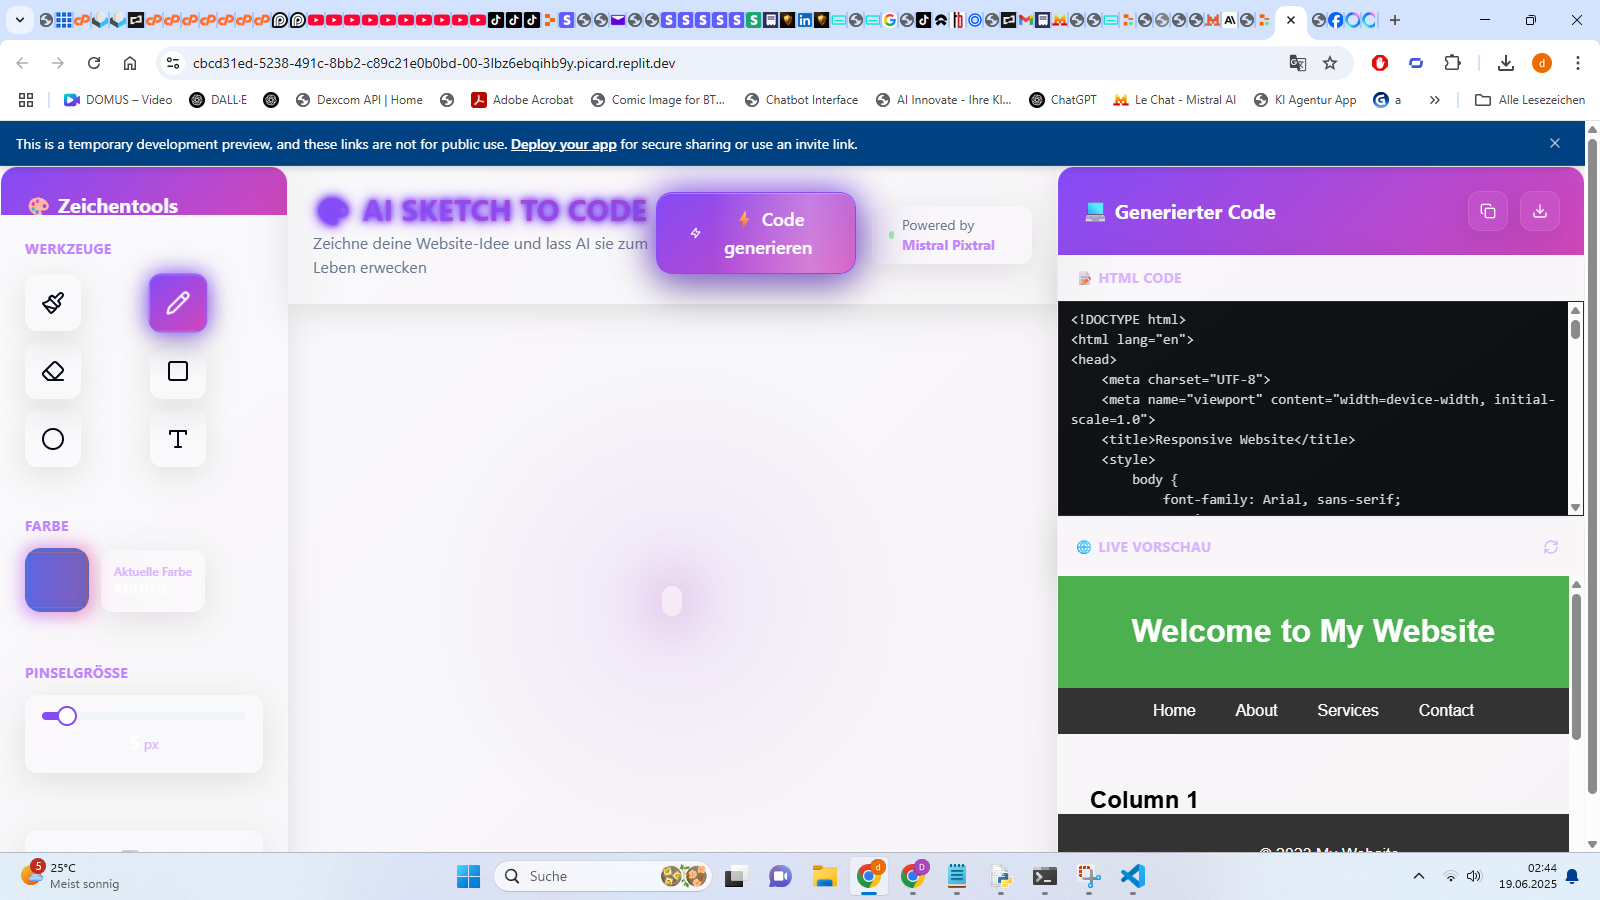 cbcd31ed-5238-491c-8bb2-c89c21e0b0bd-00-3lbz6ebqihb9y.picard.replit.dev
DOMUS – Video
DALL·E
Dexcom API | Home
Adobe Acrobat
Comic Image for BT...
Chatbot Interface
AI Innovate - Ihre KI...
ChatGPT
Le Chat - Mistral AI
KI Agentur App
a
Alle Lesezeichen
This is a temporary development preview, and these links are not for public use. Deploy your app for secure sharing or use an invite link.
Zeichentools
WERKZEUGE
FARBE
Aktuelle Farbe
PINSELGRÖSSE
5 px
AI SKETCH TO CODE
Zeichne deine Website-Idee und lass AI sie zum
Leben erwecken
Code
generieren
Powered by
Mistral Pixtral
Generierter Code
HTML CODE
<!DOCTYPE html>
<html lang="en">
<head>
<meta charset="UTF-8">
<meta name="viewport" content="width=device-width, initial-
scale=1.0">
<title>Responsive Website</title>
<style>
body {
font-family: Arial, sans-serif;
LIVE VORSCHAU
Welcome to My Website
Home
About
Services
Contact
Column 1
5
25°C
Meist sonnig
Suche
02:44
19.06.2025